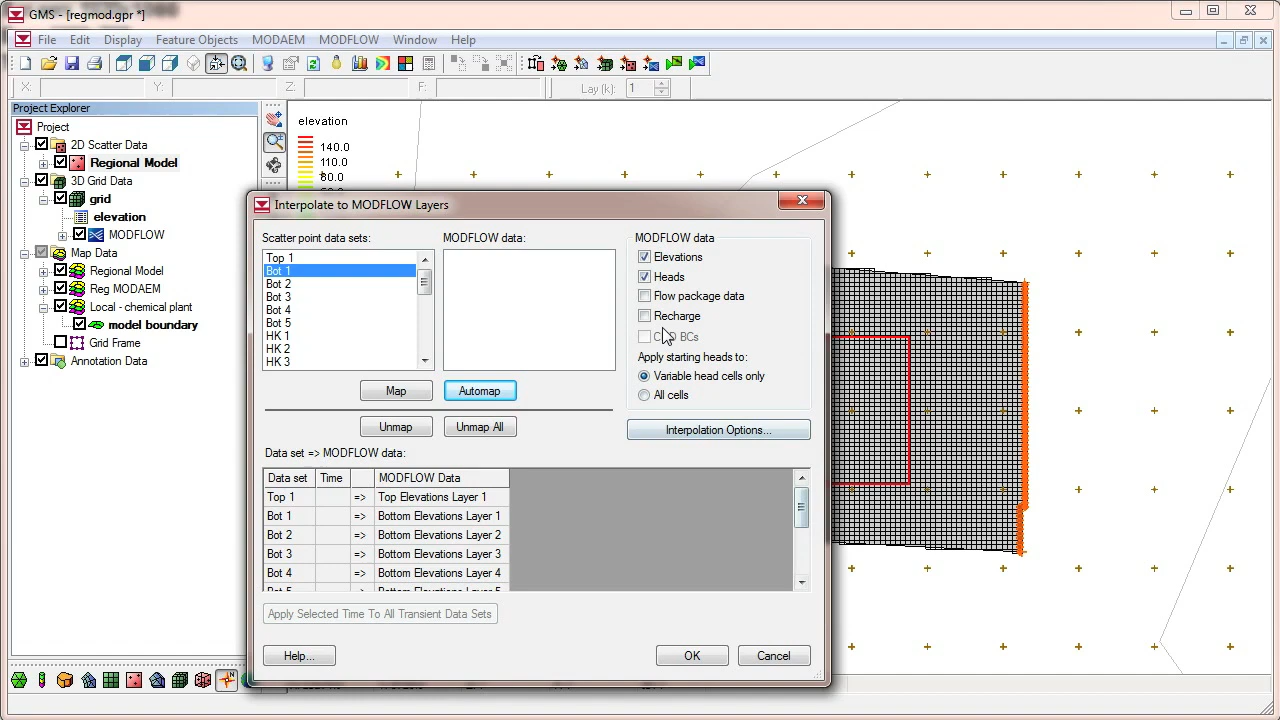 GMS - [regmod.gpr *]
File Edit Display Feature Objects MODAEM MODFLOW Window Help
X: Y: Z: F: Lay (k): 1
Project Explorer
Project
2D Scatter Data
Regional Model
3D Grid Data
grid
elevation
MODFLOW
Map Data
Regional Model
Reg MODAEM
Local - chemical plant
model boundary
Grid Frame
Annotation Data
elevation
140.0
110.0
80.0
Interpolate to MODFLOW Layers
Scatter point data sets:
Top 1
Bot 1
Bot 2
Bot 3
Bot 4
Bot 5
HK 1
HK 2
HK 3
MODFLOW data:
MODFLOW data
Elevations
Heads
Flow package data
Recharge
BCs
Apply starting heads to:
Variable head cells only
All cells
Map Automap
Unmap Unmap All
Interpolation Options...
Data set => MODFLOW data:
Data set Time => MODFLOW Data
Top 1 => Top Elevations Layer 1
Bot 1 => Bottom Elevations Layer 1
Bot 2 => Bottom Elevations Layer 2
Bot 3 => Bottom Elevations Layer 3
Bot 4 => Bottom Elevations Layer 4
Bot 5 => Bottom Elevations Layer 5
Apply Selected Time To All Transient Data Sets
Help... OK Cancel